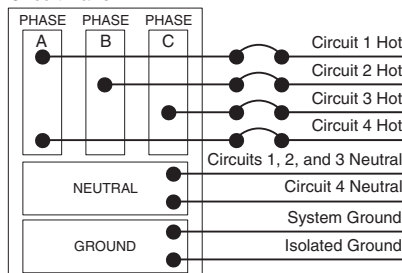 PHASE PHASE PHASE
A B C
Circuit 1 Hot
Circuit 2 Hot
Circuit 3 Hot
Circuit 4 Hot
Circuits 1, 2, and 3 Neutral
NEUTRAL
Circuit 4 Neutral
System Ground
GROUND
Isolated Ground